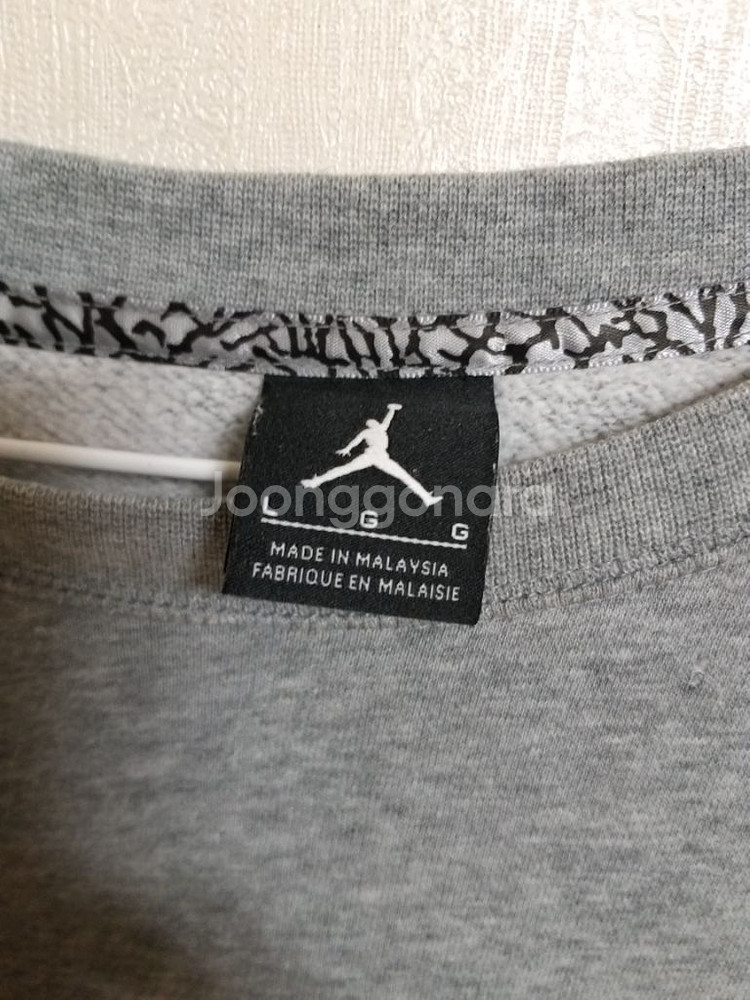 Joonggonara
L G G
MADE IN MALAYSIA
FABRIQUE EN MALAISIE